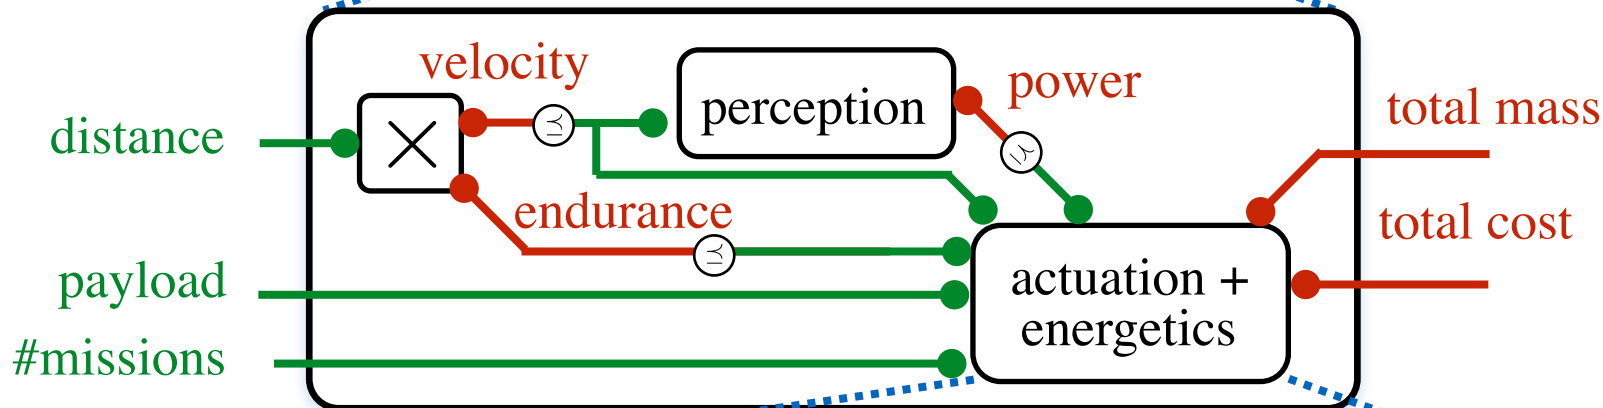 velocity
perception
power
total mass
distance
×
⪯
⪯
endurance
total cost
⪯
payload
actuation +
energetics
#missions